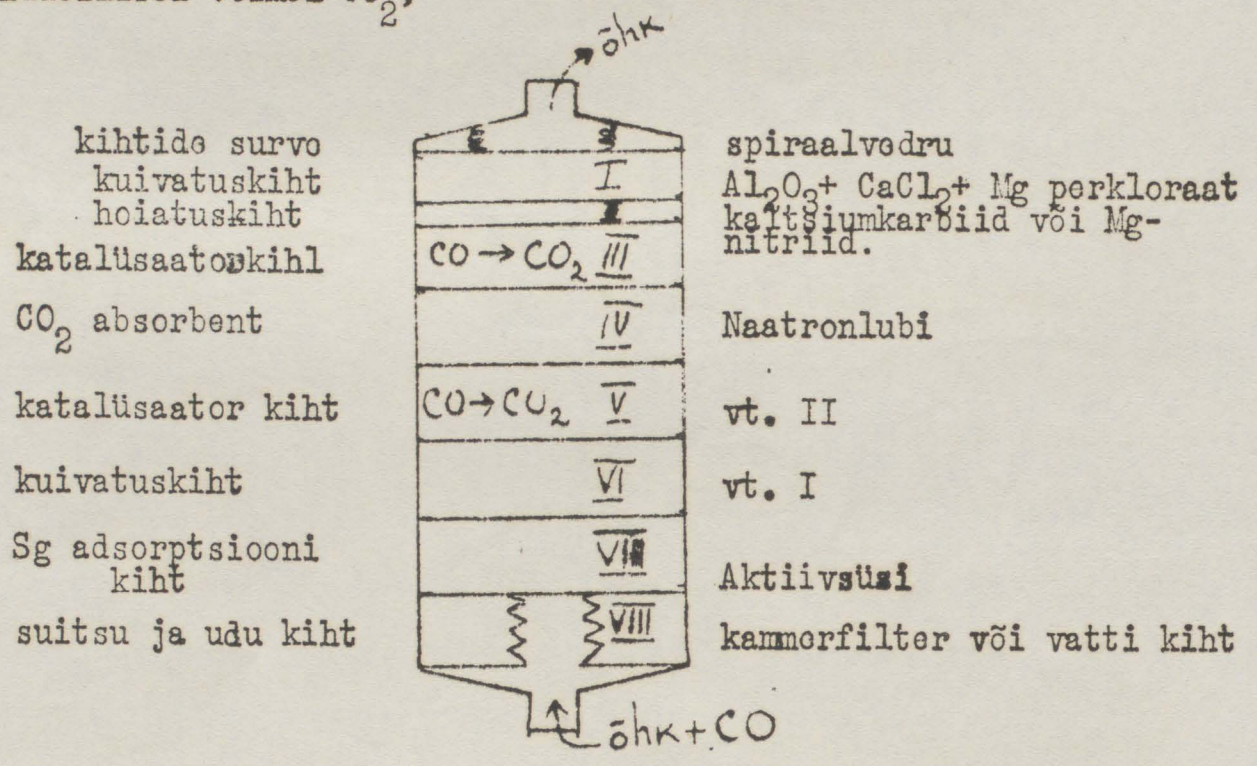 õhk
kihtide surve spiraalvedru
kuivatuskiht I Al₂O₃+ CaCl₂+ Mg perkloraat
hoiatuskiht kaltsiumkarbiid või Mg-
nitriid.
katalüsaatorkihl CO → CO₂ III
CO₂ absorbent IV Naatronlubi
katalüsaator kiht CO → CO₂ V vt. II
kuivatuskiht VI vt. I
Sg adsorptsiooni VII
kiht Aktiivsüsi
suitsu ja udu kiht VIII kammerfilter või vatti kiht
õhk + CO